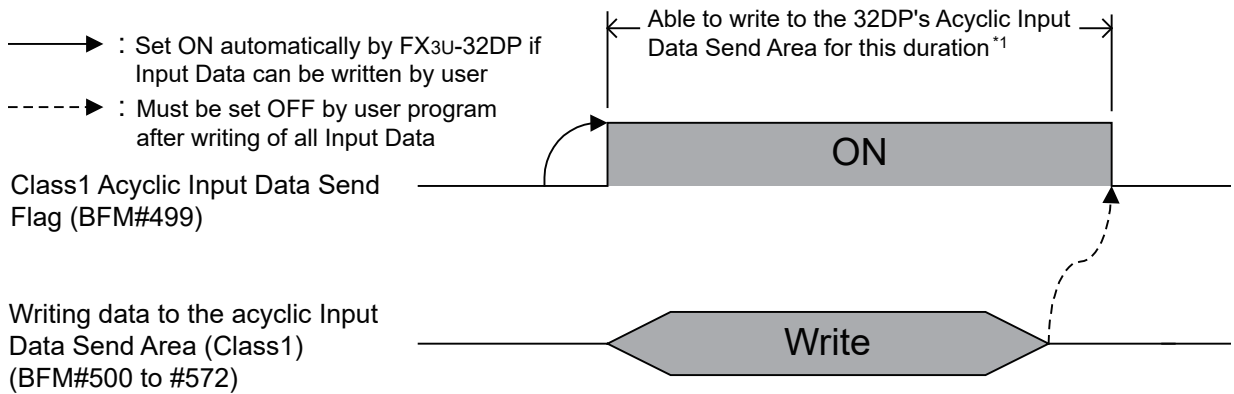 : Set ON automatically by FX3U-32DP if
Input Data can be written by user
: Must be set OFF by user program
after writing of all Input Data
Able to write to the 32DP's Acyclic Input
Data Send Area for this duration *1
ON
Class1 Acyclic Input Data Send
Flag (BFM#499)
Writing data to the acyclic Input
Data Send Area (Class1)
(BFM#500 to #572)
Write